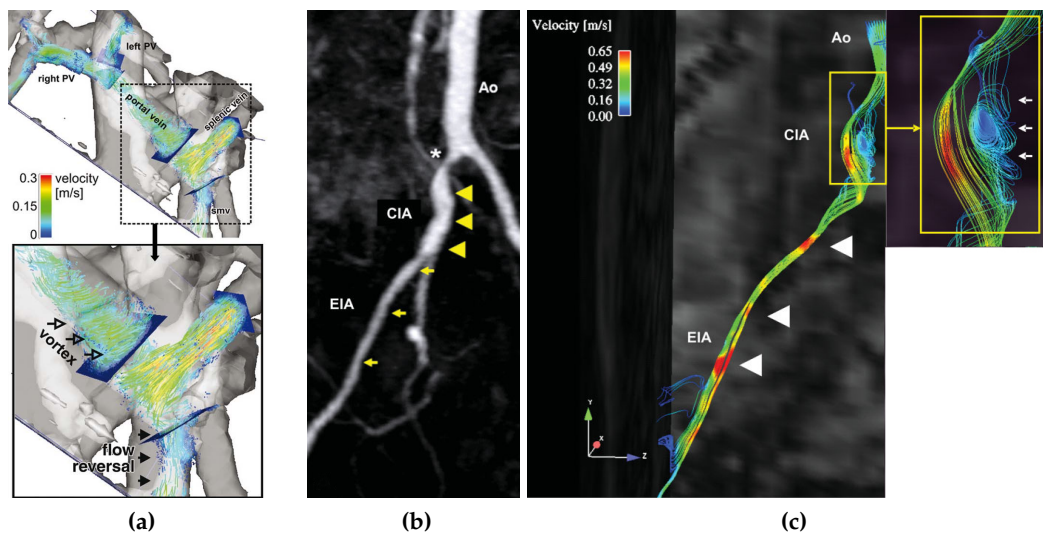 left PV
right PV
portal vein
splenic vein
0.3
velocity
[m/s]
0.15
0
smv
vortex
flow
reversal
(a)
Ao
*
CIA
EIA
(b)
Velocity [m/s]
0.65
0.49
0.32
0.16
0.00
Ao
CIA
EIA
Y
X
Z
(c)